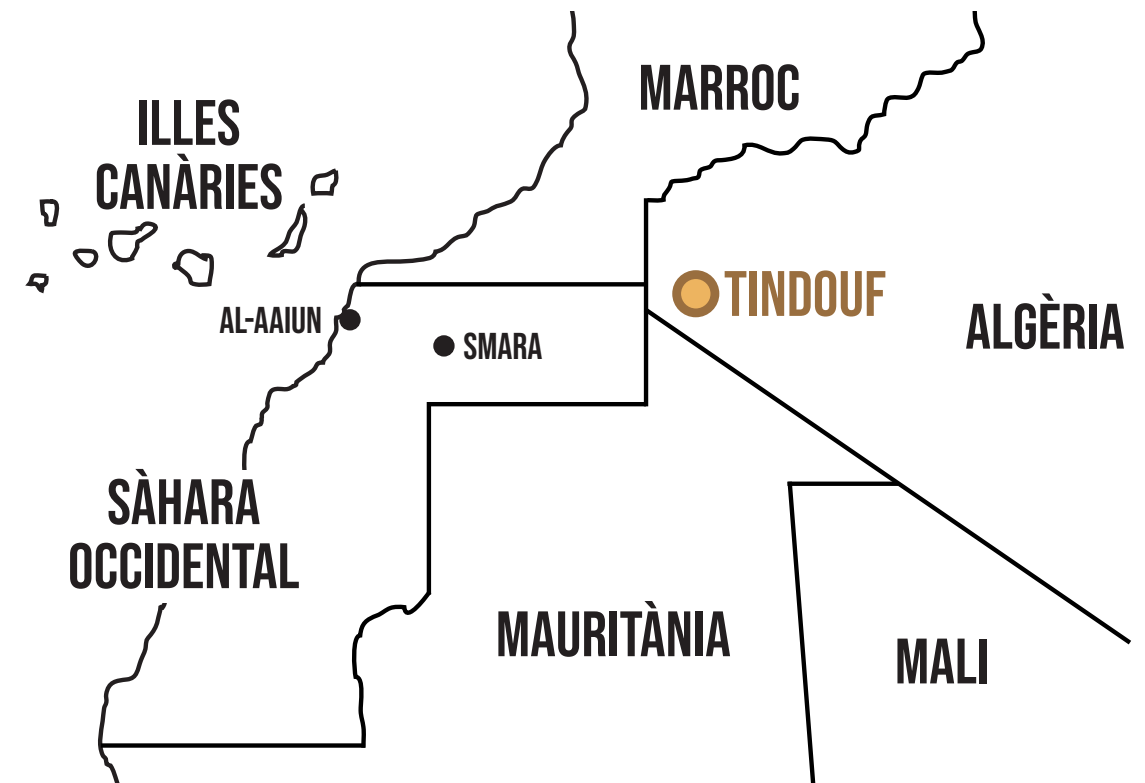 MARROC
ILLES
CANÀRIES
TINDOUF
ALGÈRIA
AL-AAIUN
SMARA
SÀHARA
OCCIDENTAL
MAURITÀNIA
MALI